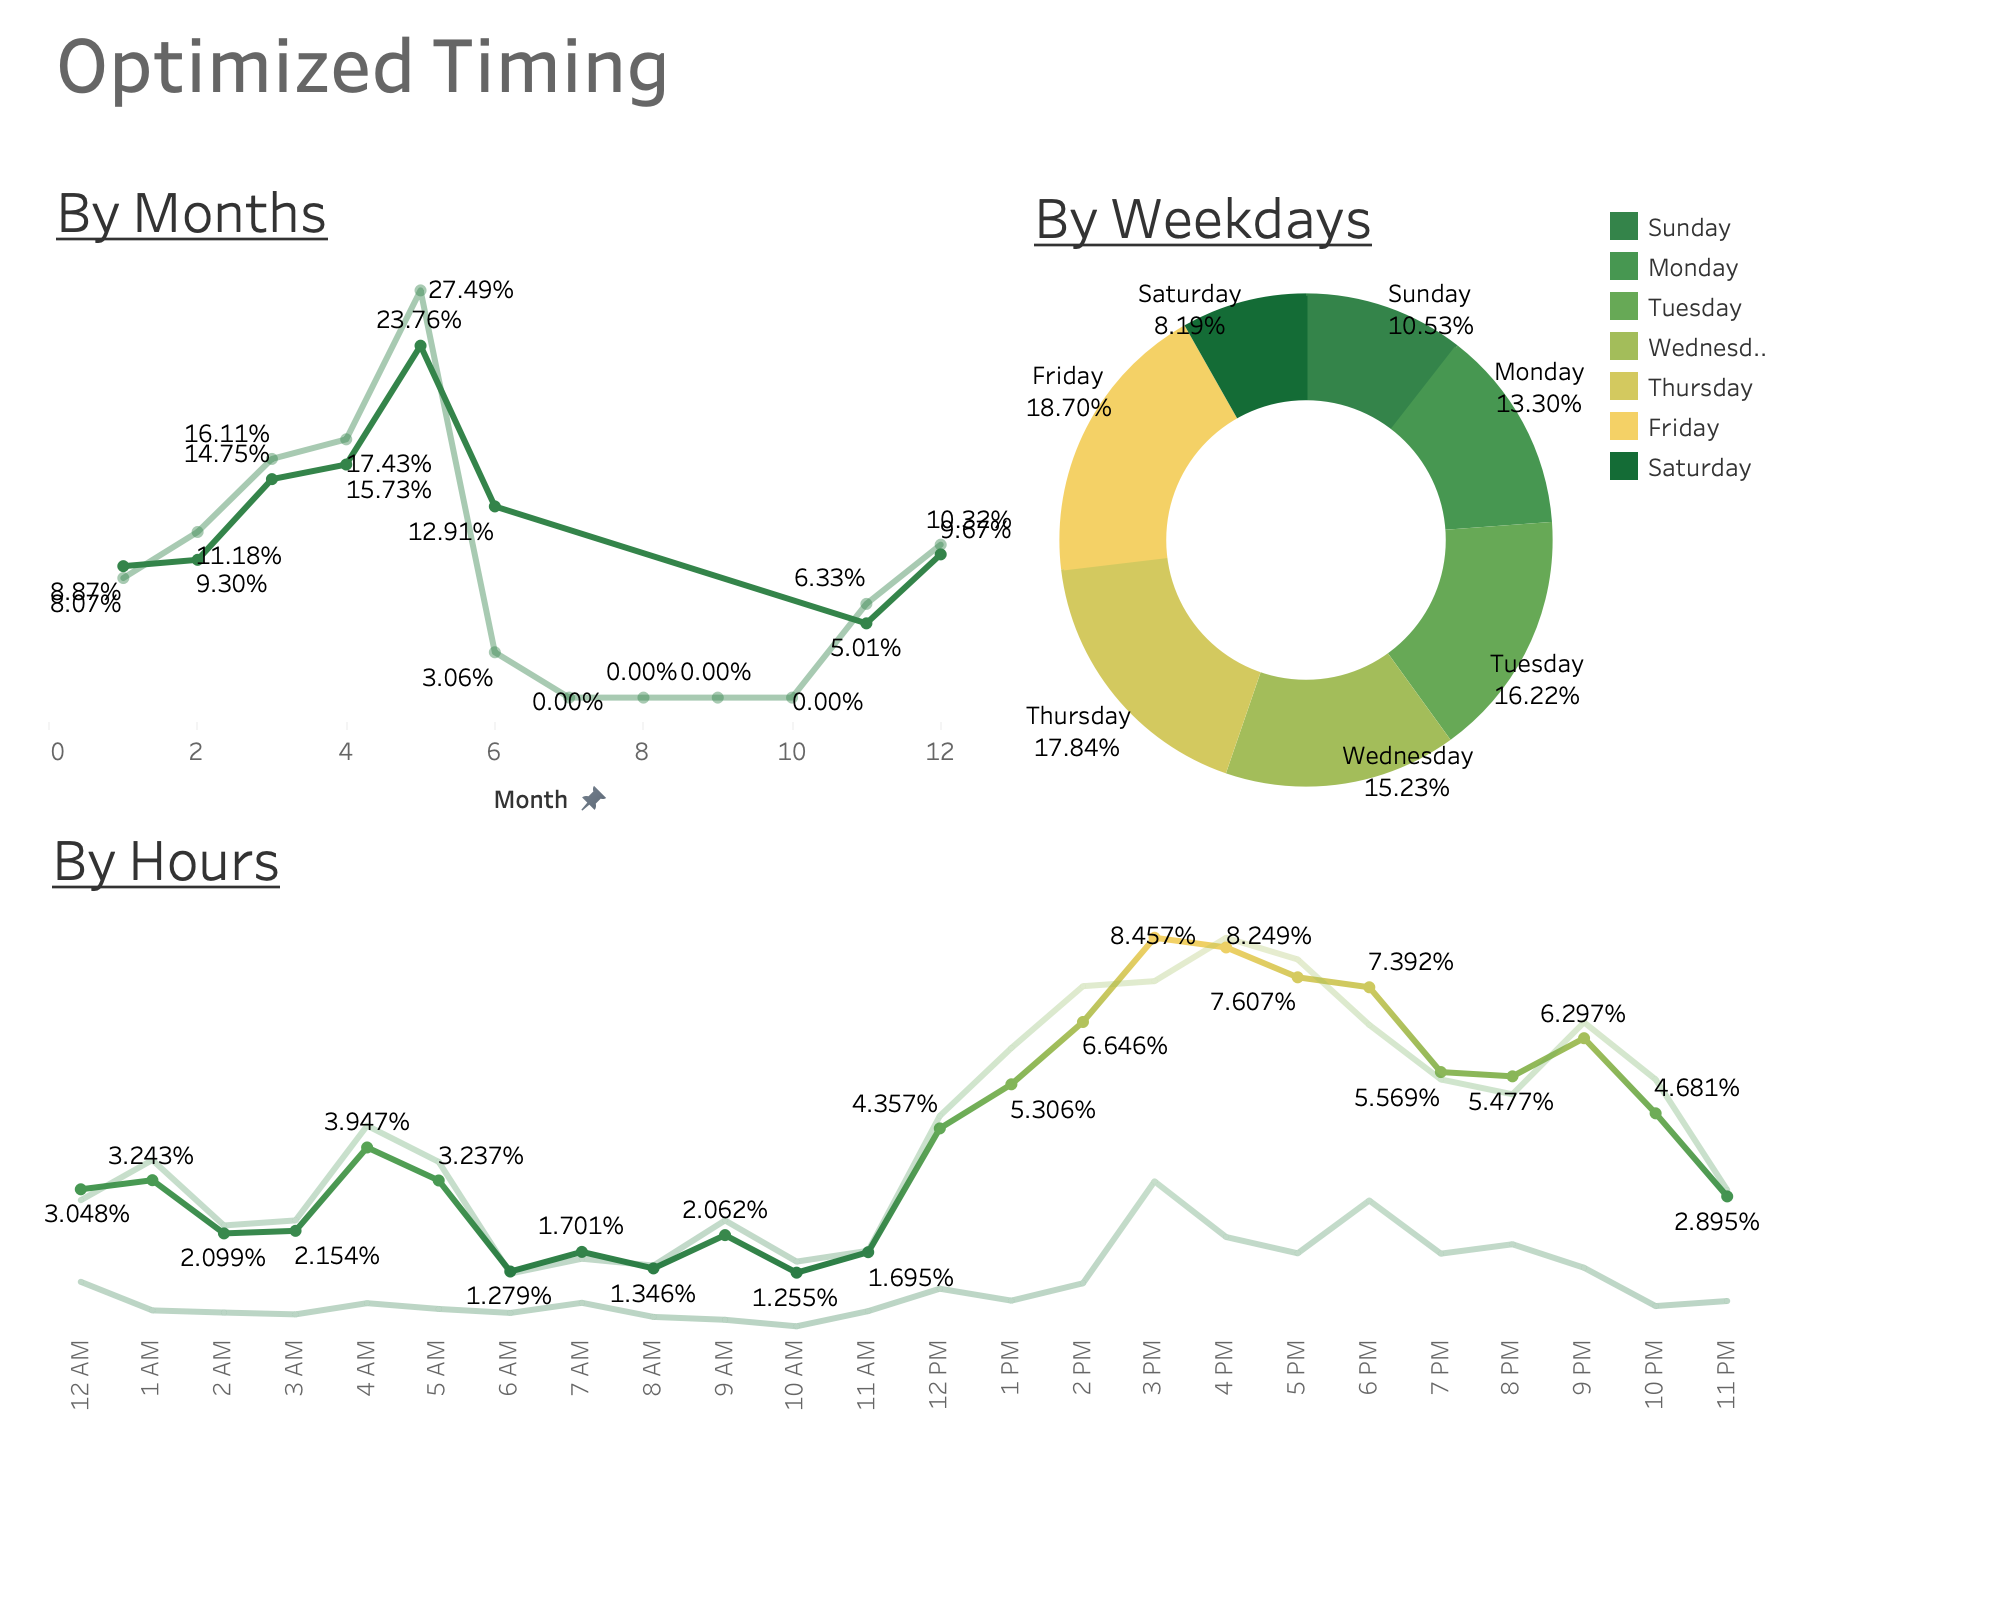 Optimized Timing
By Months
27.49%
23.76%
16.11%
14.75%
17.43%
15.73%
12.91%
11.18%
9.30%
8.87%
8.07%
3.06%
0.00%
0.00%
0.00%
0.00%
6.33%
5.01%
10.32%
9.67%
0 2 4 6 8 10 12
Month
By Weekdays
Saturday
8.19%
Sunday
10.53%
Friday
18.70%
Monday
13.30%
Tuesday
16.22%
Thursday
17.84%
Wednesday
15.23%
Sunday
Monday
Tuesday
Wednesd..
Thursday
Friday
Saturday
By Hours
3.048%
3.243%
2.099%
2.154%
3.947%
3.237%
1.279%
1.701%
1.346%
2.062%
1.255%
1.695%
4.357%
5.306%
6.646%
8.457%
8.249%
7.607%
7.392%
5.569%
5.477%
6.297%
4.681%
2.895%
12 AM
1 AM
2 AM
3 AM
4 AM
5 AM
6 AM
7 AM
8 AM
9 AM
10 AM
11 AM
12 PM
1 PM
2 PM
3 PM
4 PM
5 PM
6 PM
7 PM
8 PM
9 PM
10 PM
11 PM